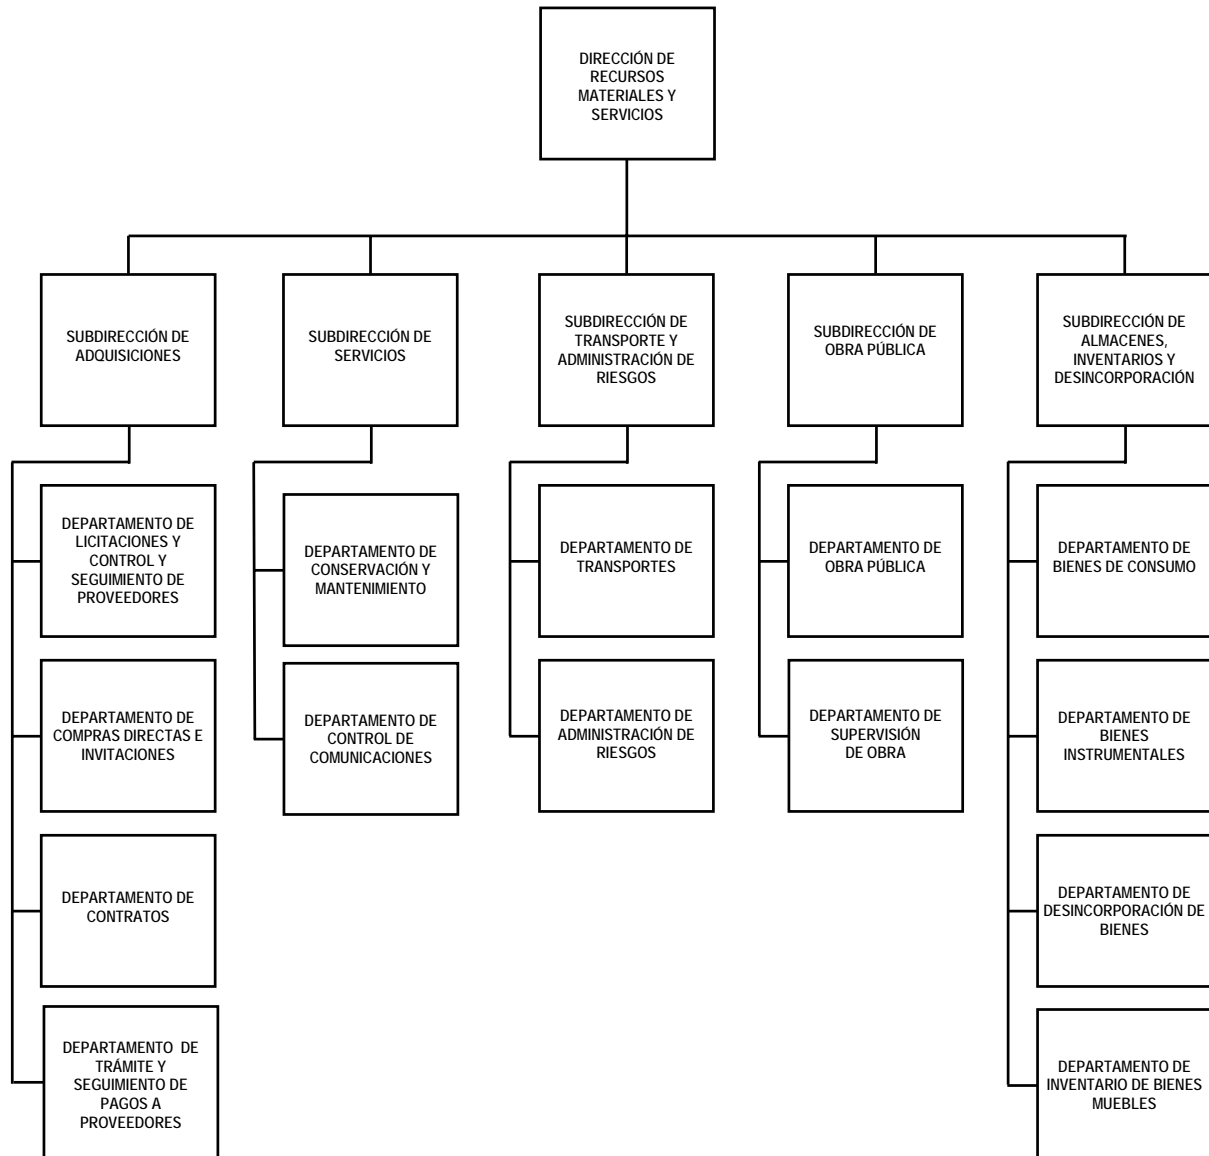 DIRECCIÓN DE
RECURSOS
MATERIALES Y
SERVICIOS
SUBDIRECCIÓN DE
ADQUISICIONES
SUBDIRECCIÓN DE
SERVICIOS
SUBDIRECCIÓN DE
TRANSPORTE Y
ADMINISTRACIÓN DE
RIESGOS
SUBDIRECCIÓN DE
OBRA PÚBLICA
SUBDIRECCIÓN DE
ALMACENES,
INVENTARIOS Y
DESINCORPORACIÓN
DEPARTAMENTO DE
LICITACIONES Y
CONTROL Y
SEGUIMIENTO DE
PROVEEDORES
DEPARTAMENTO DE
CONSERVACIÓN Y
MANTENIMIENTO
DEPARTAMENTO DE
TRANSPORTES
DEPARTAMENTO DE
OBRA PÚBLICA
DEPARTAMENTO DE
BIENES DE CONSUMO
DEPARTAMENTO DE
COMPRAS DIRECTAS E
INVITACIONES
DEPARTAMENTO DE
CONTROL DE
COMUNICACIONES
DEPARTAMENTO DE
ADMINISTRACIÓN DE
RIESGOS
DEPARTAMENTO DE
SUPERVISIÓN
DE OBRA
DEPARTAMENTO DE
BIENES
INSTRUMENTALES
DEPARTAMENTO DE
CONTRATOS
DEPARTAMENTO DE
DESINCORPORACIÓN DE
BIENES
DEPARTAMENTO DE
TRÁMITE Y
SEGUIMIENTO DE
PAGOS A
PROVEEDORES
DEPARTAMENTO DE
INVENTARIO DE BIENES
MUEBLES